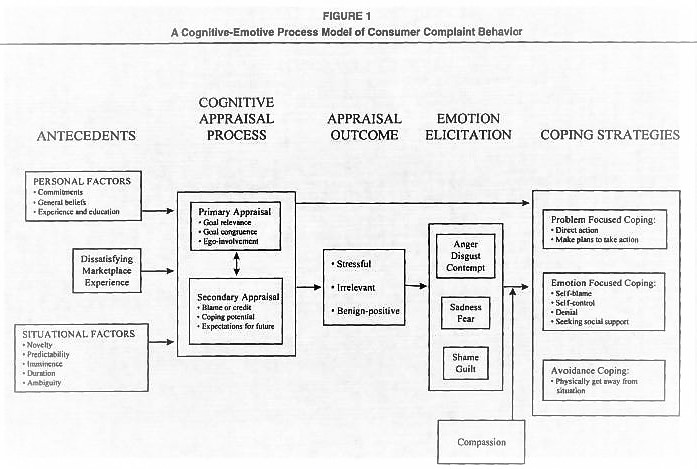 FIGURE 1
A Cognitive-Emotive Process Model of Consumer Complaint Behavior
ANTECEDENTS
COGNITIVE
APPRAISAL
PROCESS
APPRAISAL
OUTCOME
EMOTION
ELICITATION
COPING STRATEGIES
PERSONAL FACTORS
• Commitments
• General beliefs
• Experience and education
Dissatisfying
Marketplace
Experience
SITUATIONAL FACTORS
• Novelty
• Predictability
• Imminence
• Duration
• Ambiguity
Primary Appraisal
• Goal relevance
• Goal congruence
• Ego-involvement
Secondary Appraisal
• Blame or credit
• Coping potential
• Expectations for future
• Stressful
• Irrelevant
• Benign-positive
Anger
Disgust
Contempt
Sadness
Fear
Shame
Guilt
Problem Focused Coping:
• Direct action
• Make plans to take action
Emotion Focused Coping:
• Self-blame
• Self-control
• Denial
• Seeking social support
Avoidance Coping:
• Physically get away from
situation
Compassion